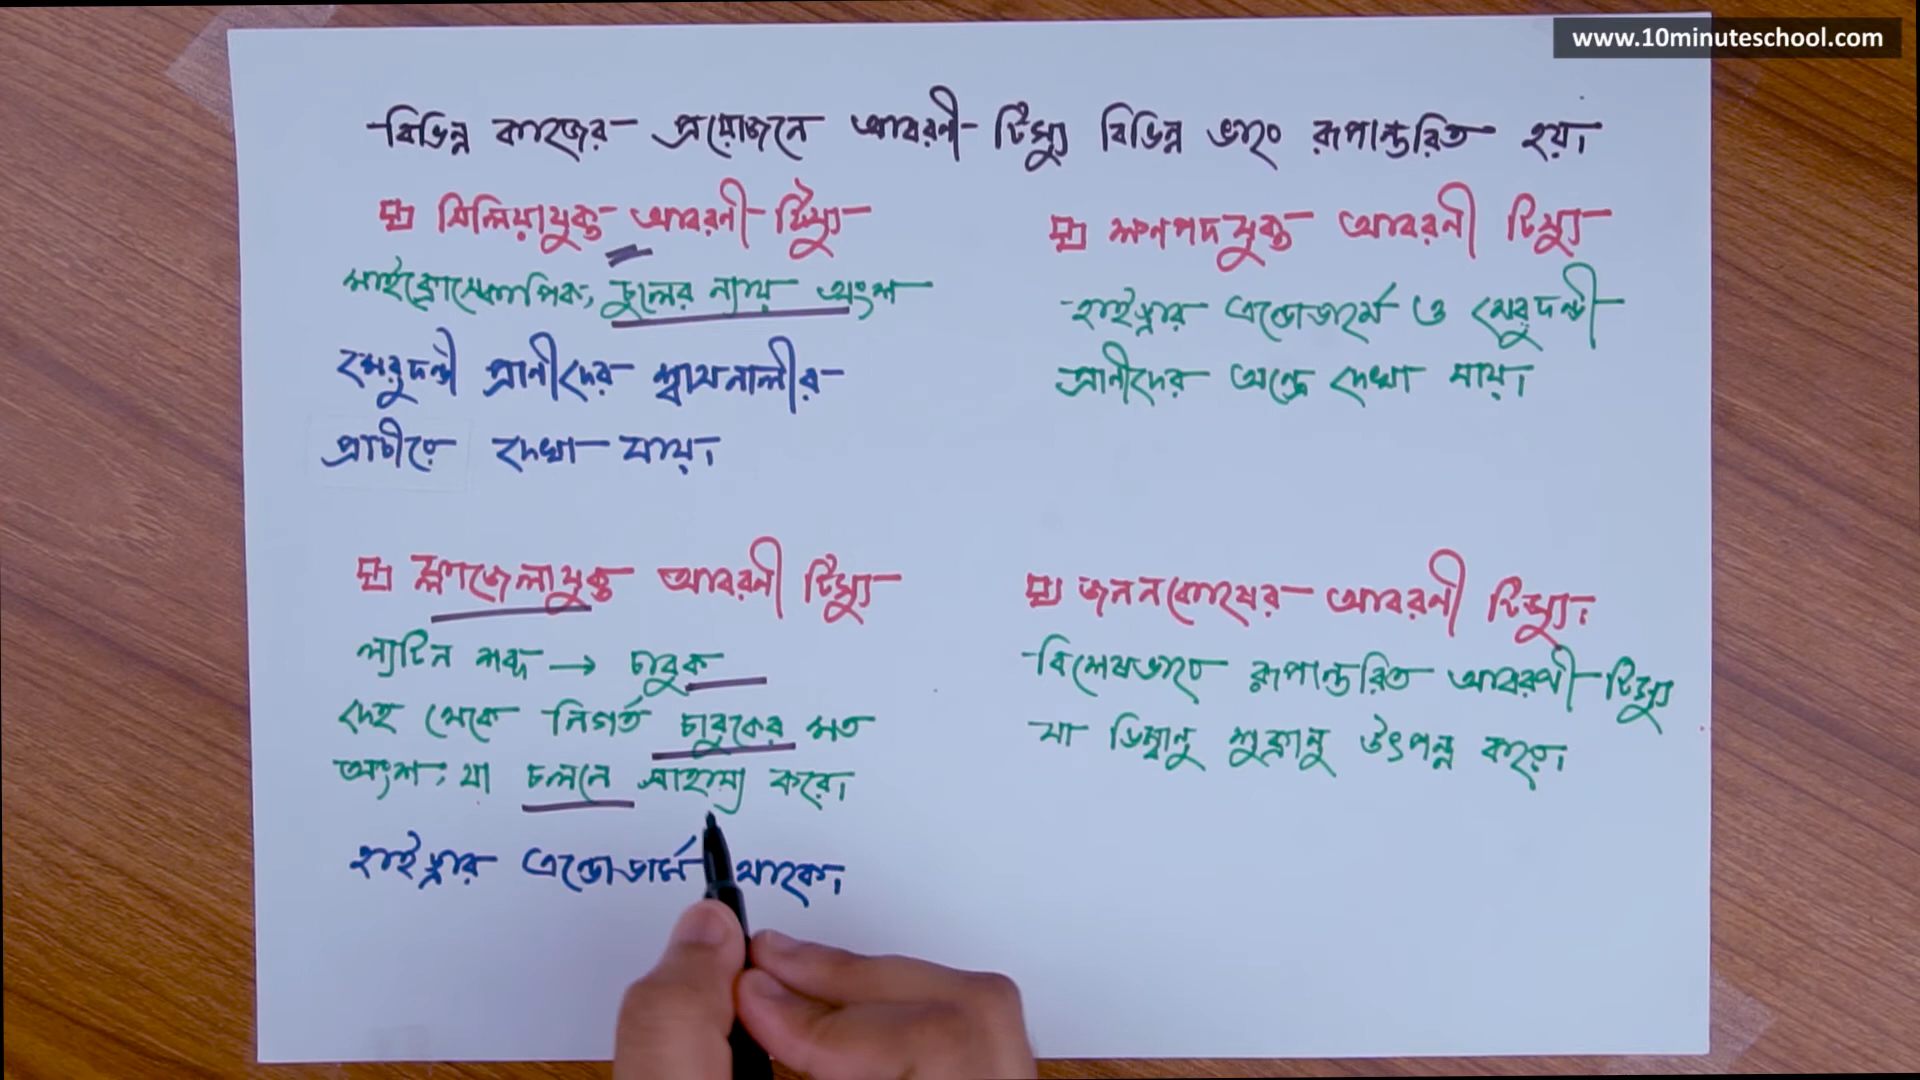 www.10minuteschool.com
বিভিন্ন কাজের প্রয়োজনে আবরণী টিস্যু বিভিন্ন ভাবে রূপান্তরিত হয়।
সিলিয়াযুক্ত আবরণী টিস্যু
মাইক্রোস্কোপিক, চুলের ন্যায় অংশ
মেরুদন্ডী প্রাণীদের শ্বাসনালীর
প্রাচীরে দেখা যায়।
ক্ষণপদযুক্ত আবরণী টিস্যু
হাইড্রার এন্ডোডার্মে ও মেরুদন্ডী
প্রাণীদের অন্ত্রে দেখা যায়।
ফ্লাজেলাযুক্ত আবরণী টিস্যু
ল্যাটিন শব্দ → চাবুক
দেহ থেকে নির্গত চাবুকের মত
অংশ, যা চলনে সাহায্য করে।
হাইড্রার এন্ডোডার্মে থাকে।
জননকোষের আবরণী টিস্যু।
বিশেষভাবে রূপান্তরিত আবরণী টিস্যু
যা ডিম্বানু শুক্রানু উৎপন্ন করে।